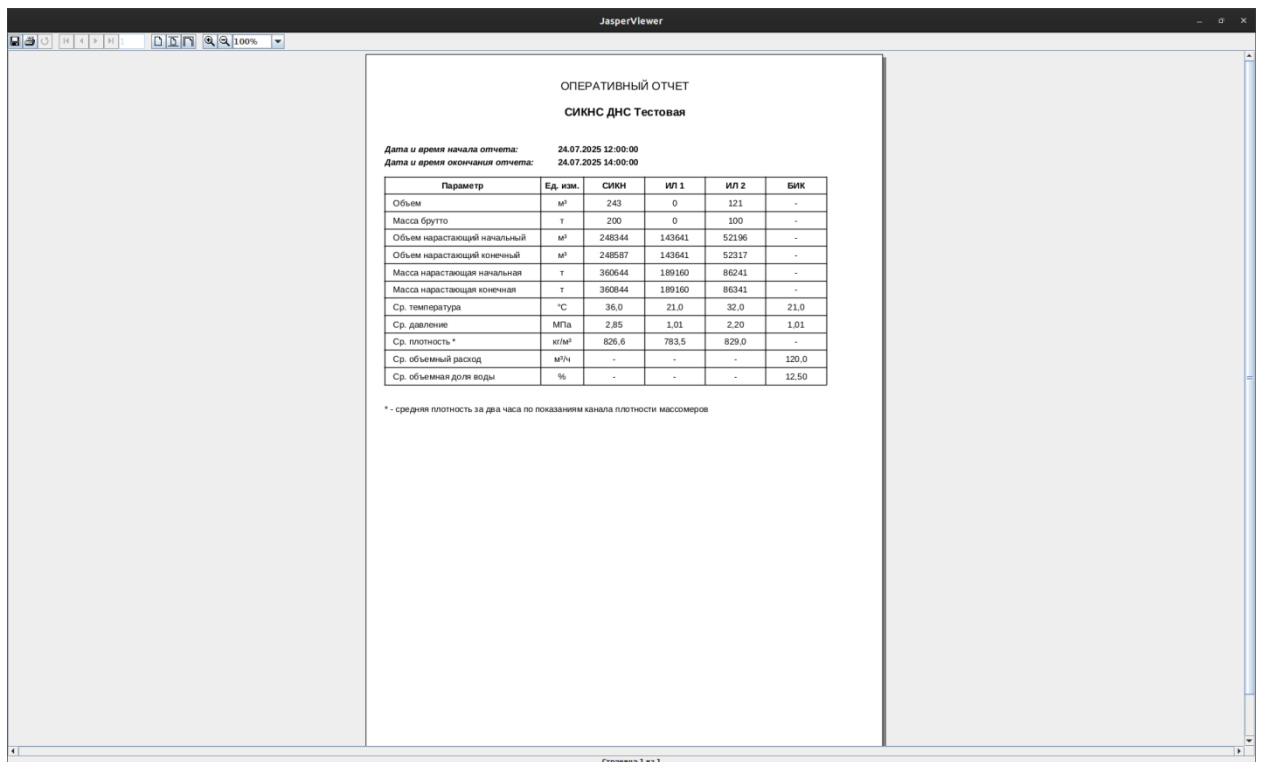 JasperViewer
100%
ОПЕРАТИВНЫЙ ОТЧЕТ
СИКНС ДНС Тестовая
Дата и время начала отчета: 24.07.2025 12:00:00
Дата и время окончания отчета: 24.07.2025 14:00:00
Параметр Ед. изм. СИКН ИЛ 1 ИЛ 2 БИК
Объем м³ 243 0 121 -
Масса брутто т 200 0 100 -
Объем нарастающий начальный м³ 248344 143641 52196 -
Объем нарастающий конечный м³ 248587 143641 52317 -
Масса нарастающая начальная т 360644 189160 86241 -
Масса нарастающая конечная т 360844 189160 86341 -
Ср. температура °С 36,0 21,0 32,0 21,0
Ср. давление МПа 2,85 1,01 2,20 1,01
Ср. плотность * кг/м³ 826,6 783,5 829,0 -
Ср. объемный расход м³/ч - - - 120,0
Ср. объемная доля воды % - - - 12,50
* - средняя плотность за два часа по показаниям канала плотности массомеров
Страница 1 из 1